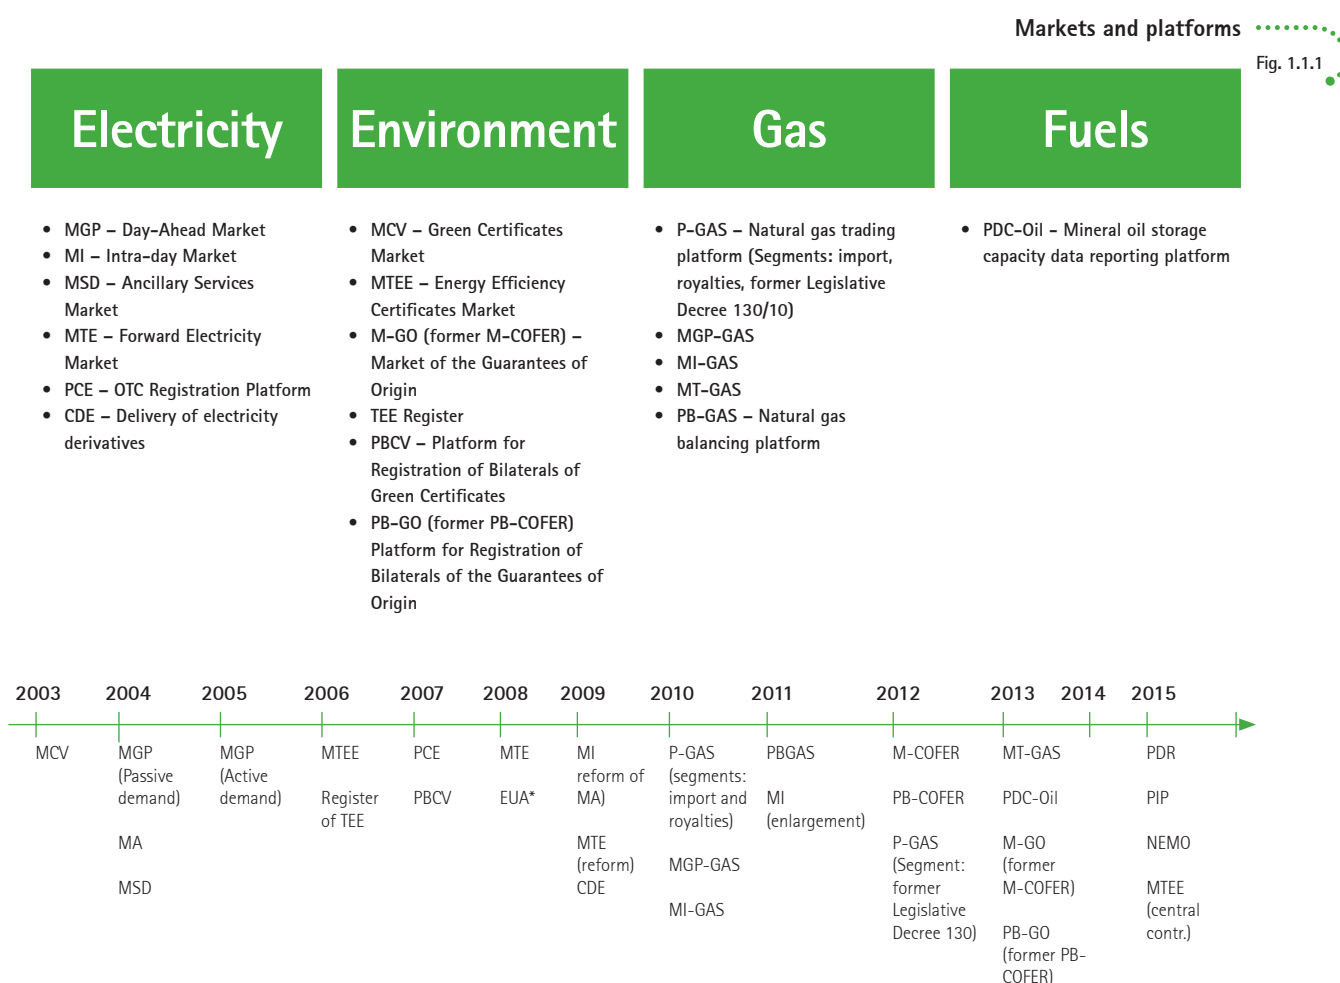 Markets and platforms
Fig. 1.1.1
Electricity
Environment
Gas
Fuels
• MGP – Day-Ahead Market
• MI – Intra-day Market
• MSD – Ancillary Services
Market
• MTE – Forward Electricity
Market
• PCE – OTC Registration Platform
• CDE – Delivery of electricity
derivatives
• MCV – Green Certificates
Market
• MTEE – Energy Efficiency
Certificates Market
• M-GO (former M-COFER) –
Market of the Guarantees of
Origin
• TEE Register
• PBCV – Platform for
Registration of Bilaterals of
Green Certificates
• PB-GO (former PB-COFER)
Platform for Registration of
Bilaterals of the Guarantees of
Origin
• P-GAS – Natural gas trading
platform (Segments: import,
royalties, former Legislative
Decree 130/10)
• MGP-GAS
• MI-GAS
• MT-GAS
• PB-GAS – Natural gas
balancing platform
• PDC-Oil - Mineral oil storage
capacity data reporting platform
2003 2004 2005 2006 2007 2008 2009 2010 2011 2012 2013 2014 2015
MCV
MGP
(Passive
demand)
MA
MSD
MGP
(Active
demand)
MTEE
Register
of TEE
PCE
PBCV
MTE
EUA*
MI
reform of
MA)
MTE
(reform)
CDE
P-GAS
(segments:
import and
royalties)
MGP-GAS
MI-GAS
PBGAS
MI
(enlargement)
M-COFER
PB-COFER
P-GAS
(Segment:
former
Legislative
Decree 130)
MT-GAS
PDC-Oil
M-GO
(former
M-COFER)
PB-GO
(former PB-
COFER)
PDR
PIP
NEMO
MTEE
(central
contr.)